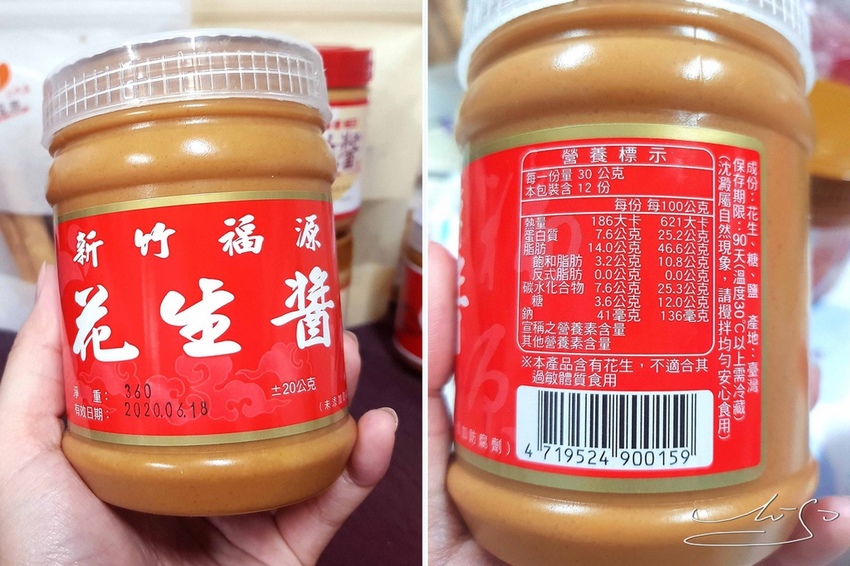 新竹福源
花生醬
淨重: 360 ±20公克
有效日期: 2020.06.18
(未添加
醬
營養標示
每一份量 30 公克
本包裝含 12 份
每份 每100公克
熱量 186大卡 621大卡
蛋白質 7.6公克 25.2公克
脂肪 14.0公克 46.6公克
飽和脂肪 3.2公克 10.8公克
反式脂肪 0.0公克 0.0公克
碳水化合物 7.6公克 25.3公克
糖 3.6公克 12.0公克
鈉 41毫克 136毫克
宣稱之營養素含量
其他營養素含量
※本產品含有花生，不適合其
過敏體質食用
成份：花生、糖、鹽 產地：臺灣
保存期限：90天(溫度30℃以上需冷藏)
(沈澱屬自然現象，請攪拌均勻安心食用)
4 719524 900159
防腐劑)